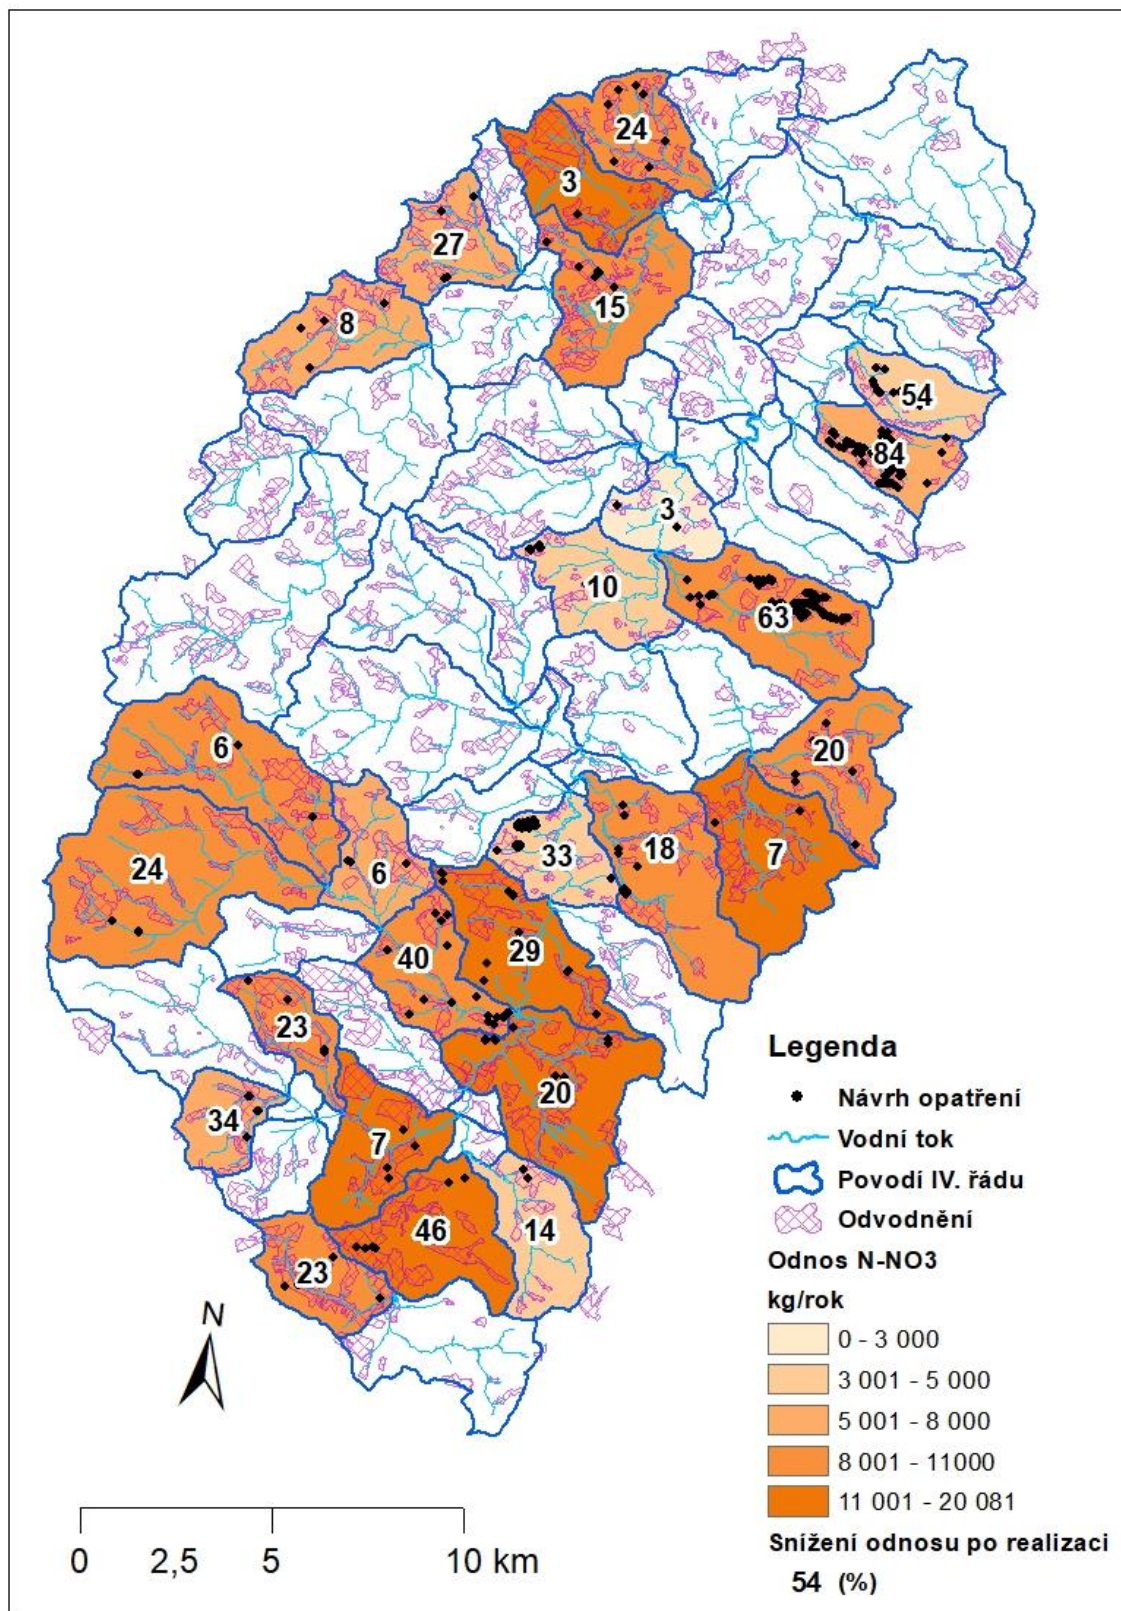 24
3
27
15
8
54
84
3
10
63
6
20
24
6
33
18
7
40
29
23
20
34
7
46
14
23
N
0 2,5 5 10 km
Legenda
Návrh opatření
Vodní tok
Povodí IV. řádu
Odvodnění
Odnos N-NO3
kg/rok
0 - 3 000
3 001 - 5 000
5 001 - 8 000
8 001 - 11000
11 001 - 20 081
Snížení odnosu po realizaci
54 (%)